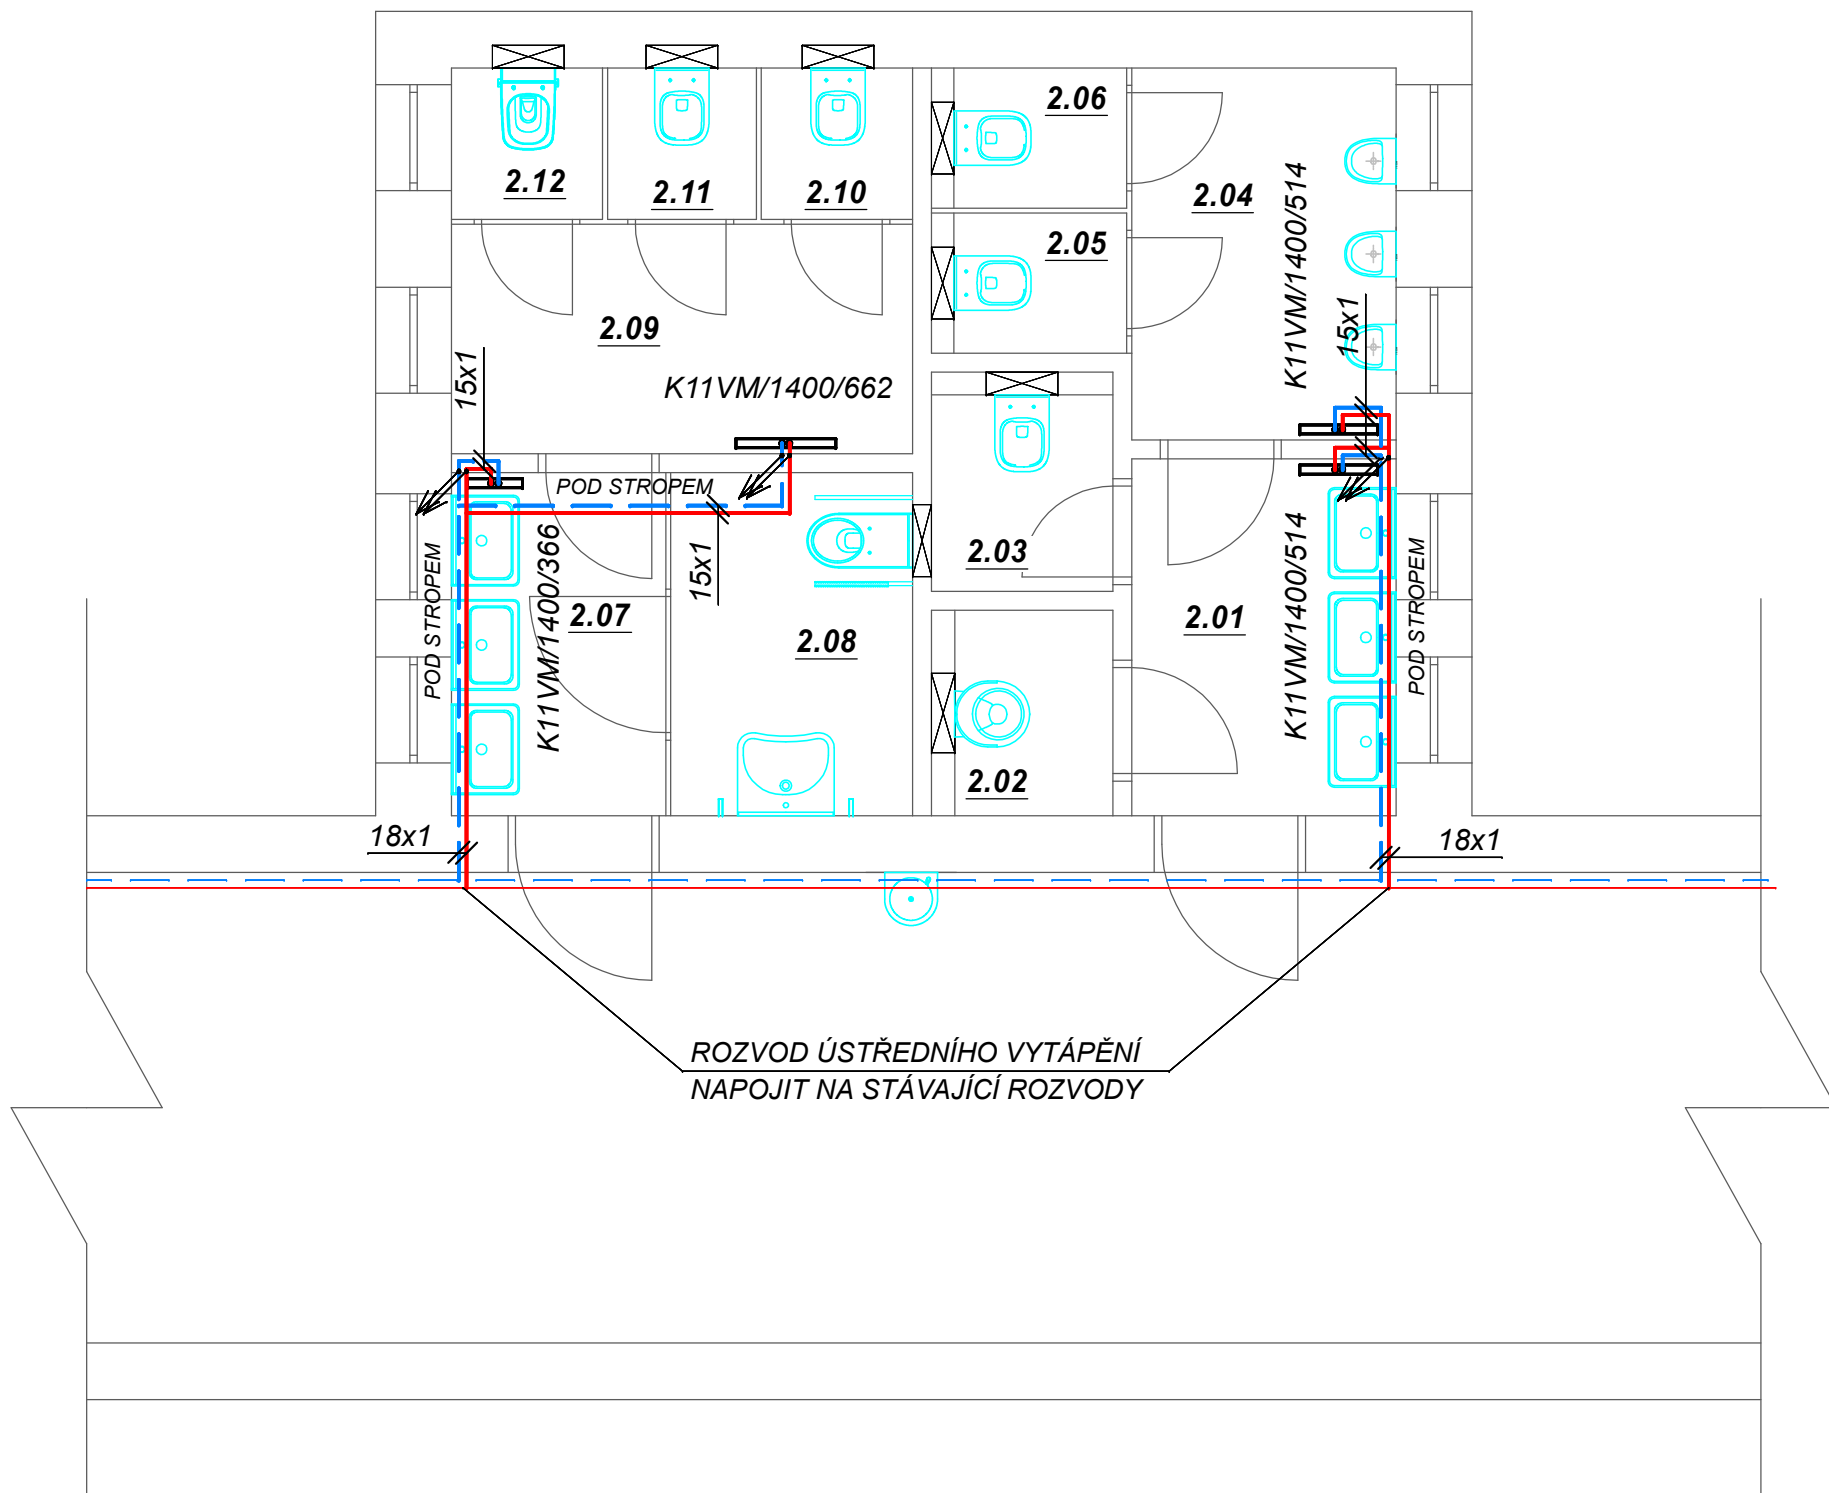 2.06
2.12
2.11
2.10
2.04
2.05
K11VM/1400/514
2.09
15x1
15x1
K11VM/1400/662
POD STROPEM
2.03
15x1
K11VM/1400/366
2.07
2.08
2.01
K11VM/1400/514
POD STROPEM
POD STROPEM
2.02
18x1
18x1
ROZVOD ÚSTŘEDNÍHO VYTÁPĚNÍ
NAPOJIT NA STÁVAJÍCÍ ROZVODY